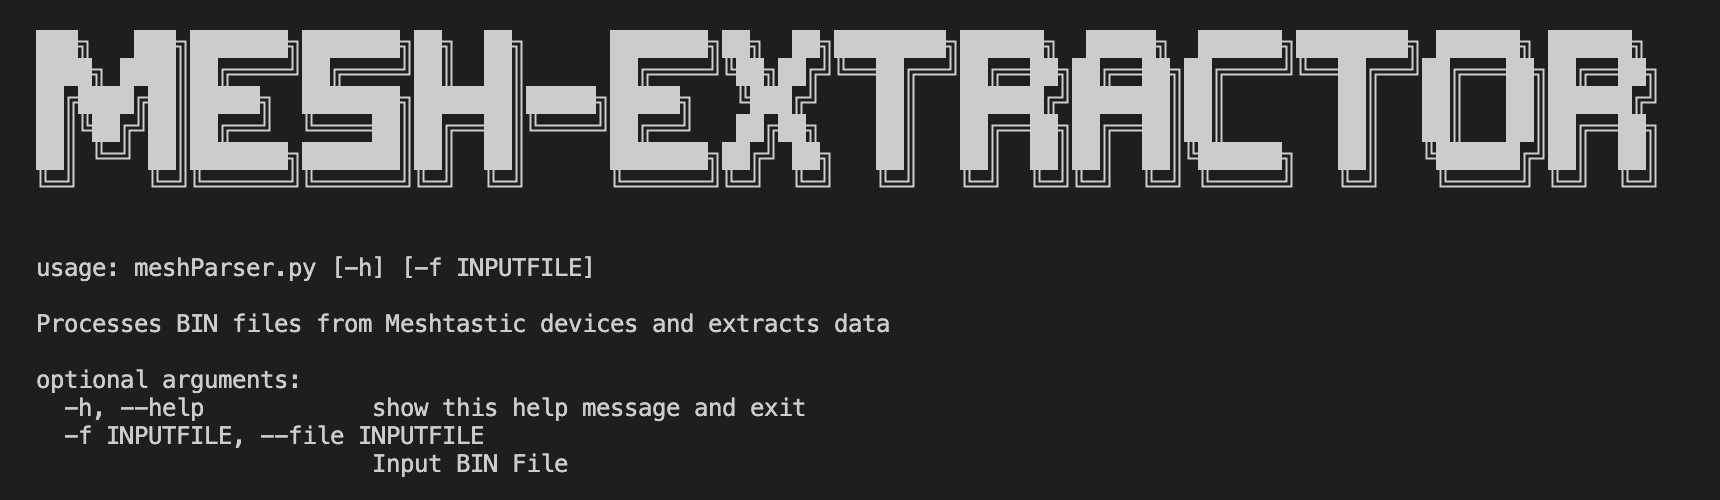 MESH-EXTRACTOR
usage: meshParser.py [-h] [-f INPUTFILE]
Processes BIN files from Meshtastic devices and extracts data
optional arguments:
-h, --help show this help message and exit
-f INPUTFILE, --file INPUTFILE
Input BIN File